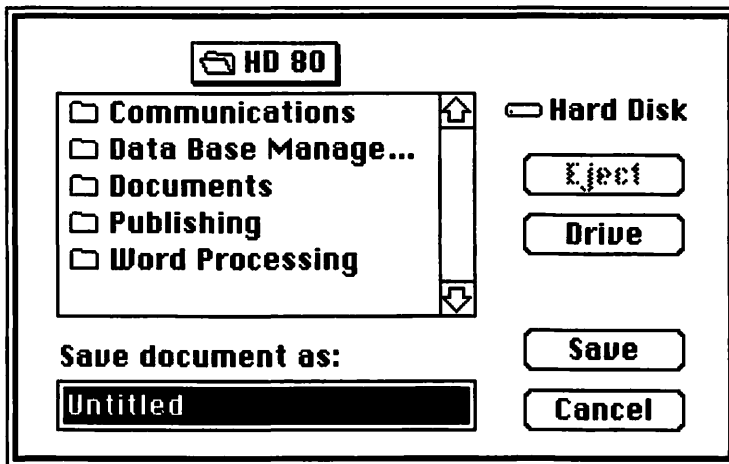 HD 80
Communications
Data Base Manage...
Documents
Publishing
Word Processing
Hard Disk
Eject
Drive
Save document as:
Untitled
Save
Cancel